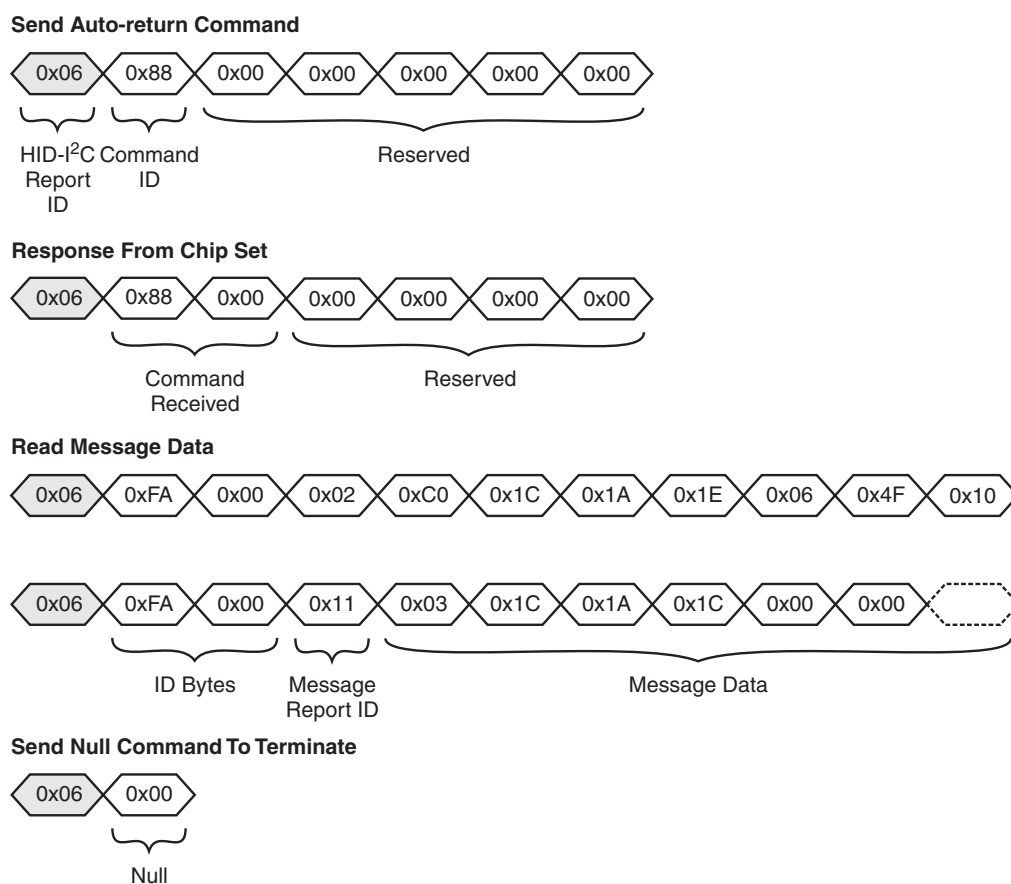 Send Auto-return Command
0x06 0x88 0x00 0x00 0x00 0x00 0x00
HID-I²C Command Reserved
Report ID
ID
Response From Chip Set
0x06 0x88 0x00 0x00 0x00 0x00 0x00
Command Reserved
Received
Read Message Data
0x06 0xFA 0x00 0x02 0xC0 0x1C 0x1A 0x1E 0x06 0x4F 0x10
0x06 0xFA 0x00 0x11 0x03 0x1C 0x1A 0x1C 0x00 0x00
ID Bytes Message Message Data
Report ID
Send Null Command To Terminate
0x06 0x00
Null